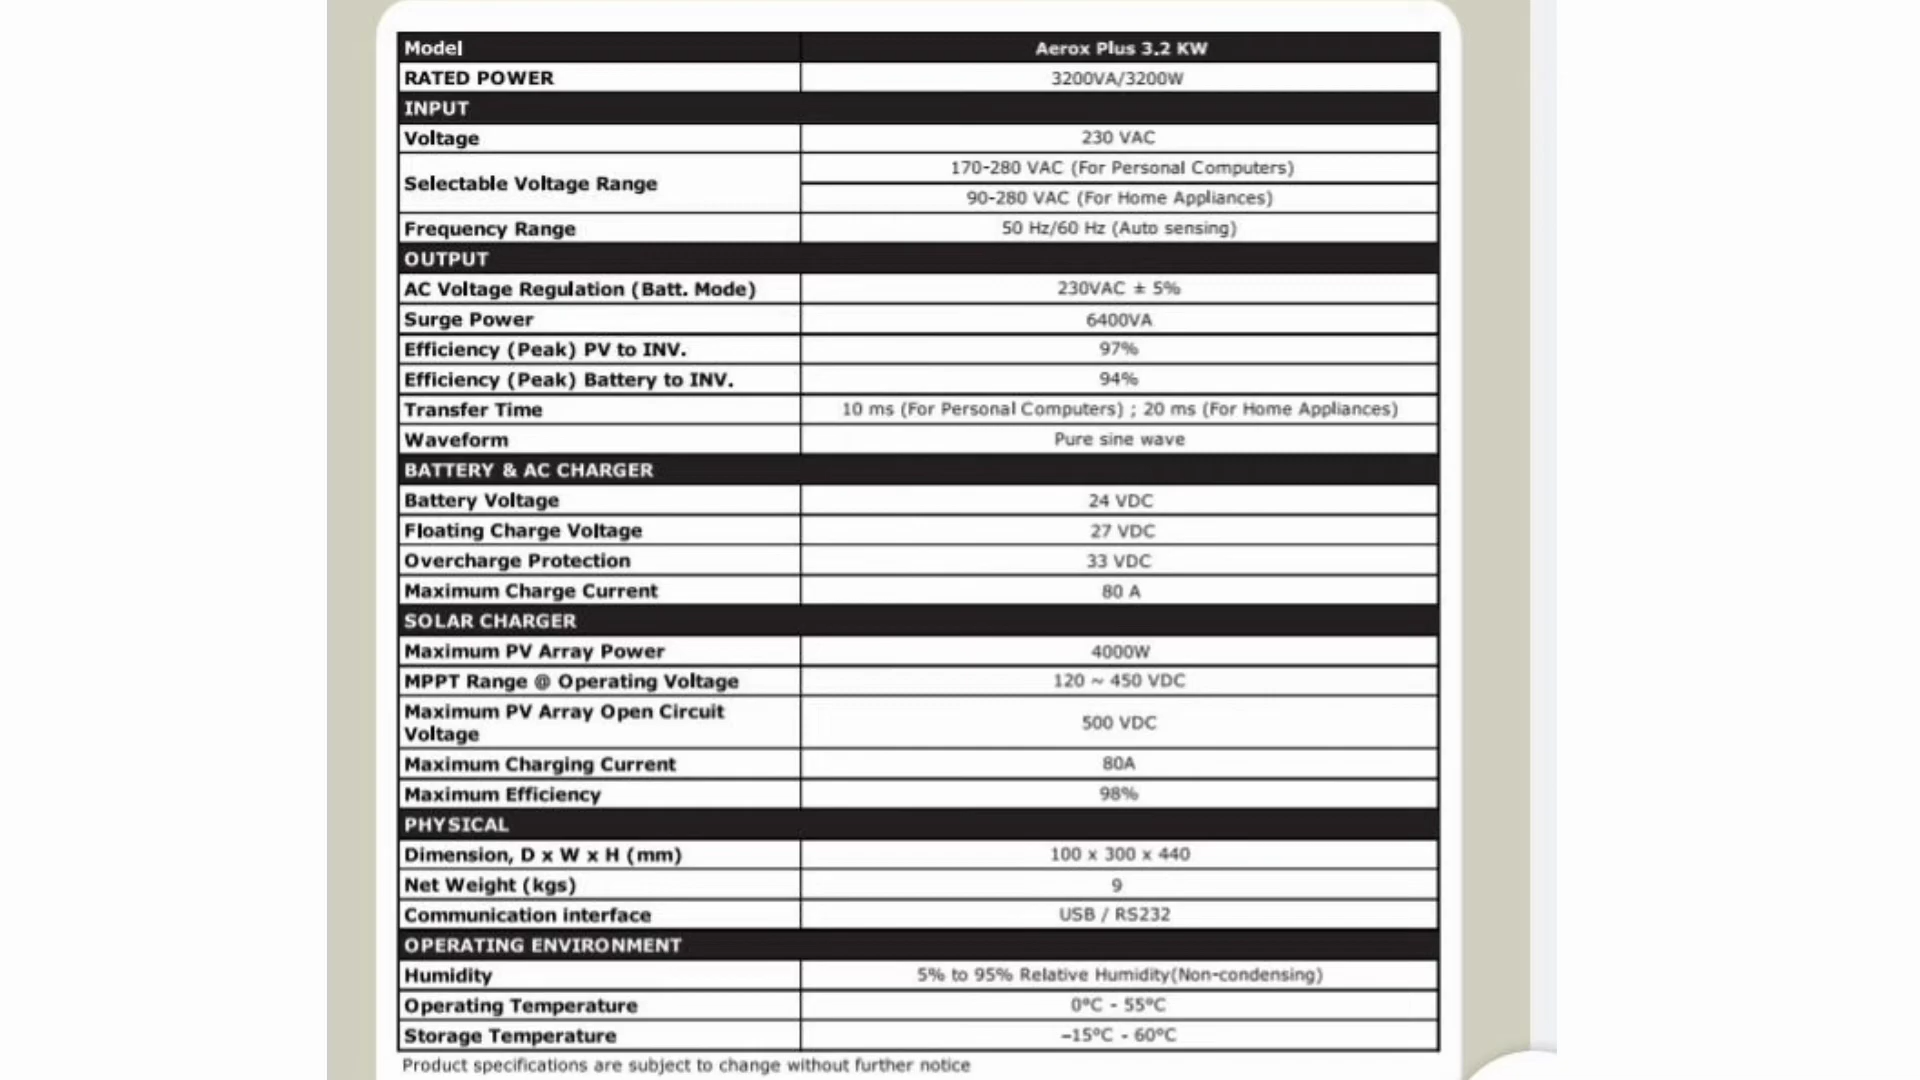 Model Aerox Plus 3.2 KW
RATED POWER 3200VA/3200W
INPUT
Voltage 230 VAC
Selectable Voltage Range 170-280 VAC (For Personal Computers)
90-280 VAC (For Home Appliances)
Frequency Range 50 Hz/60 Hz (Auto sensing)
OUTPUT
AC Voltage Regulation (Batt. Mode) 230VAC ± 5%
Surge Power 6400VA
Efficiency (Peak) PV to INV. 97%
Efficiency (Peak) Battery to INV. 94%
Transfer Time 10 ms (For Personal Computers) ; 20 ms (For Home Appliances)
Waveform Pure sine wave
BATTERY & AC CHARGER
Battery Voltage 24 VDC
Floating Charge Voltage 27 VDC
Overcharge Protection 33 VDC
Maximum Charge Current 80 A
SOLAR CHARGER
Maximum PV Array Power 4000W
MPPT Range @ Operating Voltage 120 ~ 450 VDC
Maximum PV Array Open Circuit
Voltage 500 VDC
Maximum Charging Current 80A
Maximum Efficiency 98%
PHYSICAL
Dimension, D x W x H (mm) 100 x 300 x 440
Net Weight (kgs) 9
Communication interface USB / RS232
OPERATING ENVIRONMENT
Humidity 5% to 95% Relative Humidity(Non-condensing)
Operating Temperature 0°C - 55°C
Storage Temperature –15°C - 60°C
Product specifications are subject to change without further notice